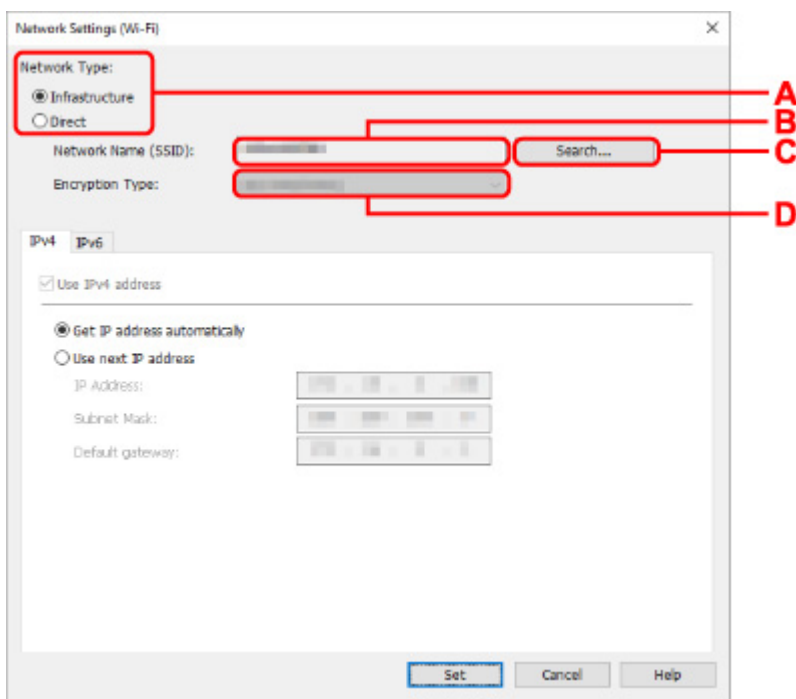 Network Settings (Wi-Fi)
Network Type:
Infrastructure
A
Direct
B
Network Name (SSID):
Search...
C
Encryption Type:
D
IPv4 IPv6
Use IPv4 address
Get IP address automatically
Use next IP address
IP Address:
Subnet Mask:
Default gateway:
Set Cancel Help